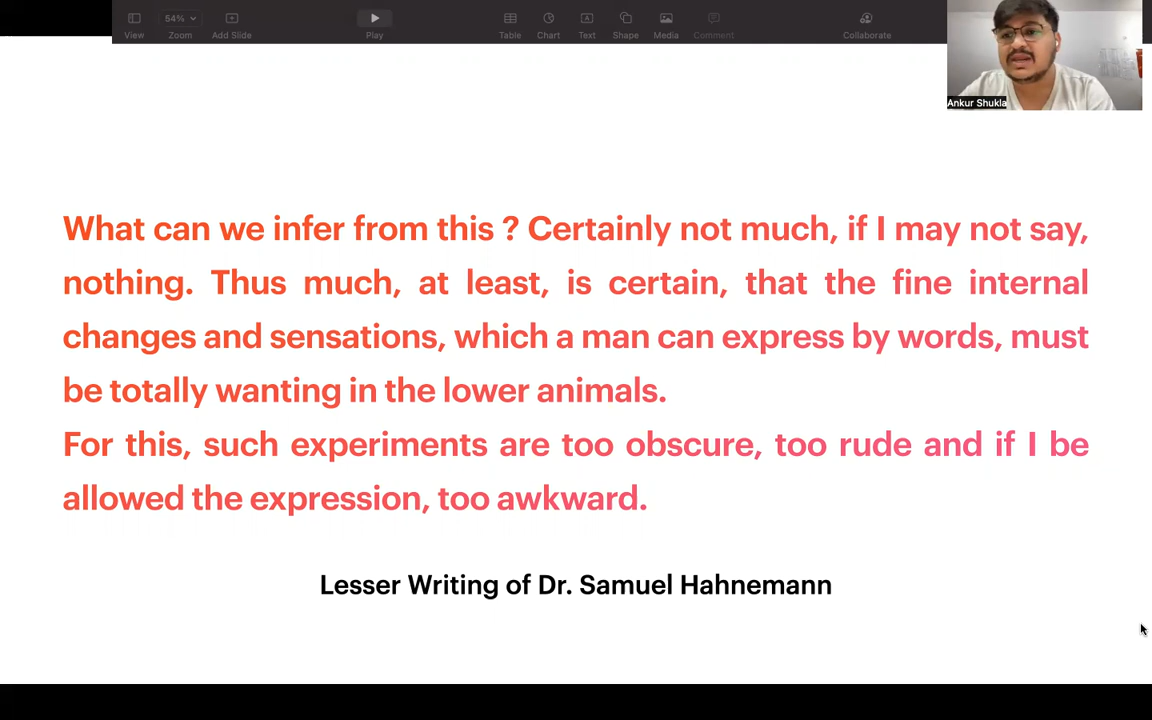 54%
View
Zoom
Add Slide
Play
Table
Chart
Text
Shape
Media
Comment
Collaborate
Ankur Shukla
What can we infer from this ? Certainly not much, if I may not say,
nothing. Thus much, at least, is certain, that the fine internal
changes and sensations, which a man can express by words, must
be totally wanting in the lower animals.
For this, such experiments are too obscure, too rude and if I be
allowed the expression, too awkward.
Lesser Writing of Dr. Samuel Hahnemann